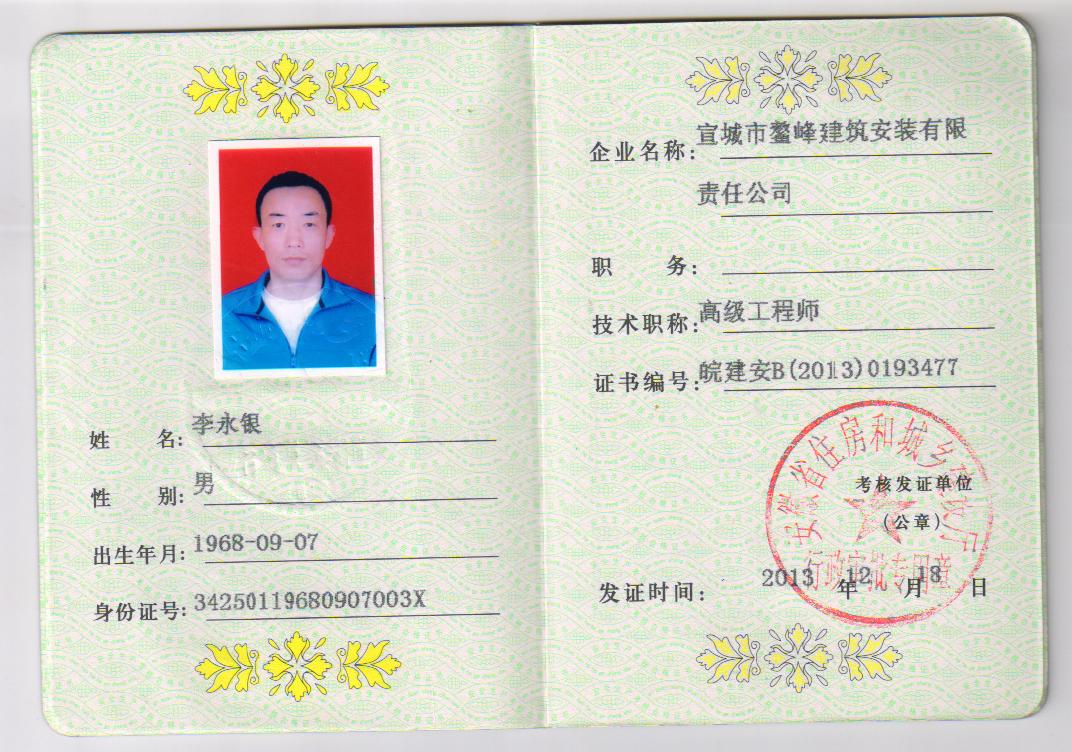 姓 名: 李永银
性 别: 男
出生年月: 1968-09-07
身份证号: 34250119680907003X
企业名称: 宣城市鳌峰建筑安装有限
责任公司
职 务:
技术职称: 高级工程师
证书编号: 皖建安B(2013)0193477
安徽省住房和城乡建设厅
行政审批专用章
考核发证单位
(公章)
发证时间: 2013 年 12 月 18 日